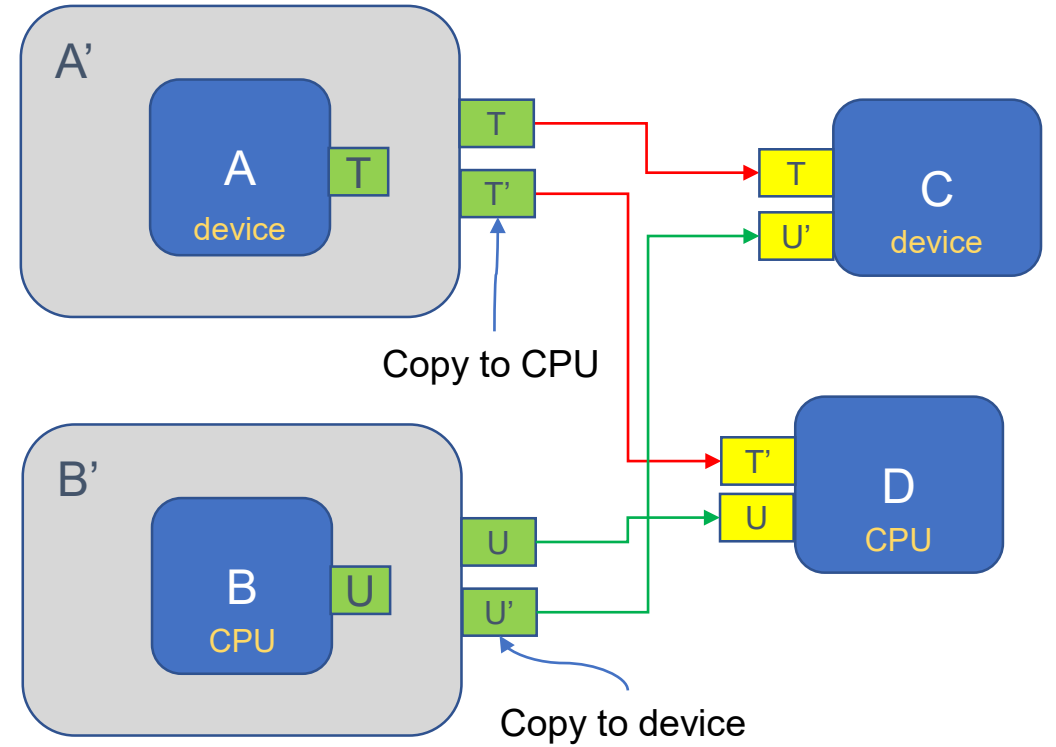 A’
A
device
T
T
T’
Copy to CPU
T
U’
C
device
B’
B
CPU
U
U
U’
Copy to device
T’
U
D
CPU